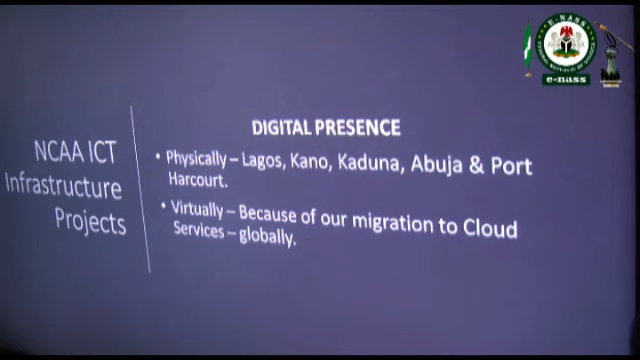 E-NASS
e-nass
NCAA ICT
Infrastructure
Projects
DIGITAL PRESENCE
• Physically – Lagos, Kano, Kaduna, Abuja & Port
Harcourt.
• Virtually – Because of our migration to Cloud
Services – globally.